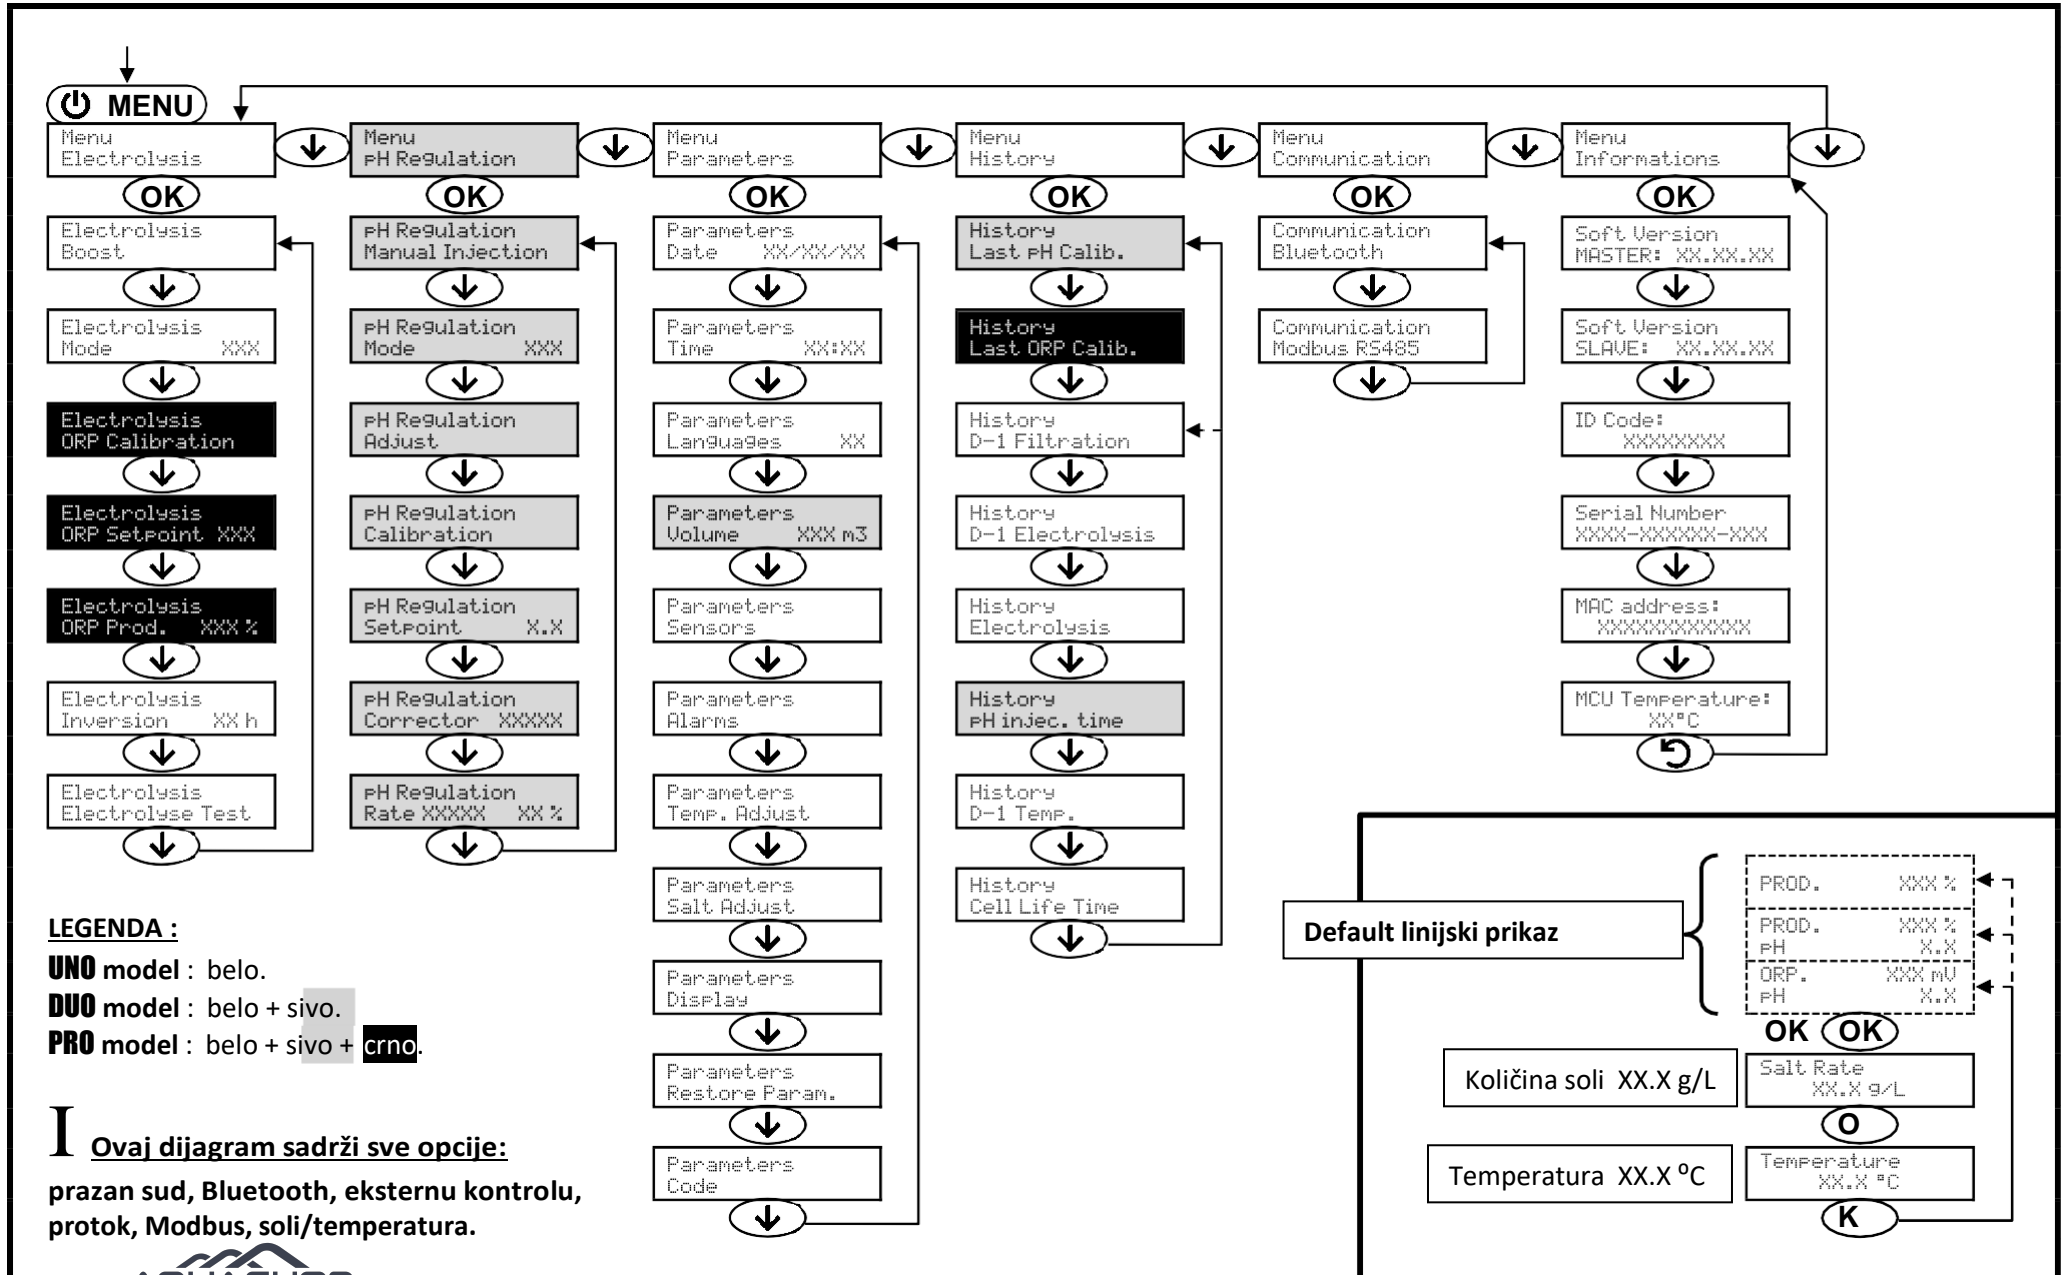 MENU
Menu
Electrolysis
OK
Electrolysis
Boost
Electrolysis
Mode XXX
Electrolysis
ORP Calibration
Electrolysis
ORP Setpoint XXX
Electrolysis
ORP Prod. XXX %
Electrolysis
Inversion XX h
Electrolysis
Electrolyse Test
Menu
pH Regulation
OK
pH Regulation
Manual Injection
pH Regulation
Mode XXX
pH Regulation
Adjust
pH Regulation
Calibration
pH Regulation
Setpoint X.X
pH Regulation
Corrector XXXXX
pH Regulation
Rate XXXXX XX %
Menu
Parameters
OK
Parameters
Date XX/XX/XX
Parameters
Time XX:XX
Parameters
Languages XX
Parameters
Volume XXX m3
Parameters
Sensors
Parameters
Alarms
Parameters
Temp. Adjust
Parameters
Salt Adjust
Parameters
Display
Parameters
Restore Param.
Parameters
Code
Menu
History
OK
History
Last pH Calib.
History
Last ORP Calib.
History
D-1 Filtration
History
D-1 Electrolysis
History
Electrolysis
History
pH injec. time
History
D-1 Temp.
History
Cell Life Time
Menu
Communication
OK
Communication
Bluetooth
Communication
Modbus RS485
Menu
Informations
OK
Soft Version
MASTER: XX.XX.XX
Soft Version
SLAVE: XX.XX.XX
ID Code:
XXXXXXXX
Serial Number
XXXX-XXXXXX-XXX
MAC address:
XXXXXXXXXXXX
MCU Temperature:
XX°C
LEGENDA :
UNO model : belo.
DUO model : belo + sivo.
PRO model : belo + sivo + crno.
I Ovaj dijagram sadrži sve opcije:
prazan sud, Bluetooth, eksternu kontrolu,
protok, Modbus, soli/temperatura.
Default linijski prikaz
PROD. XXX %
PROD. XXX %
pH X.X
ORP. XXX mV
pH X.X
OK OK
Količina soli XX.X g/L
Salt Rate
XX.X g/L
O
Temperatura XX.X ⁰C
Temperature
XX.X °C
K